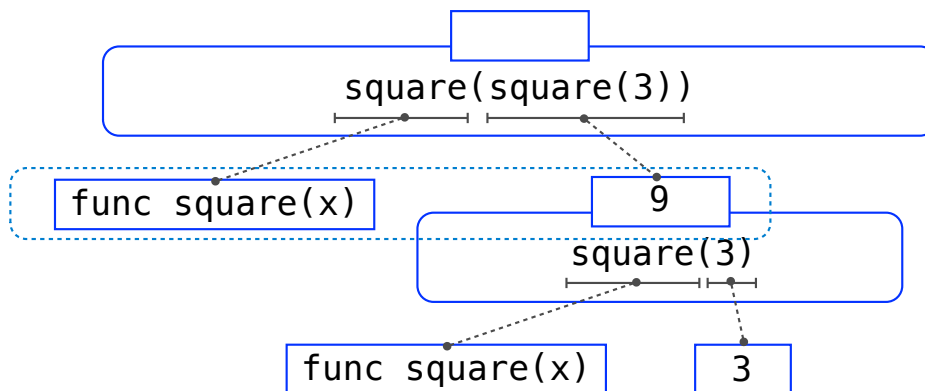 square(square(3))
func square(x)
9
square(3)
func square(x)
3